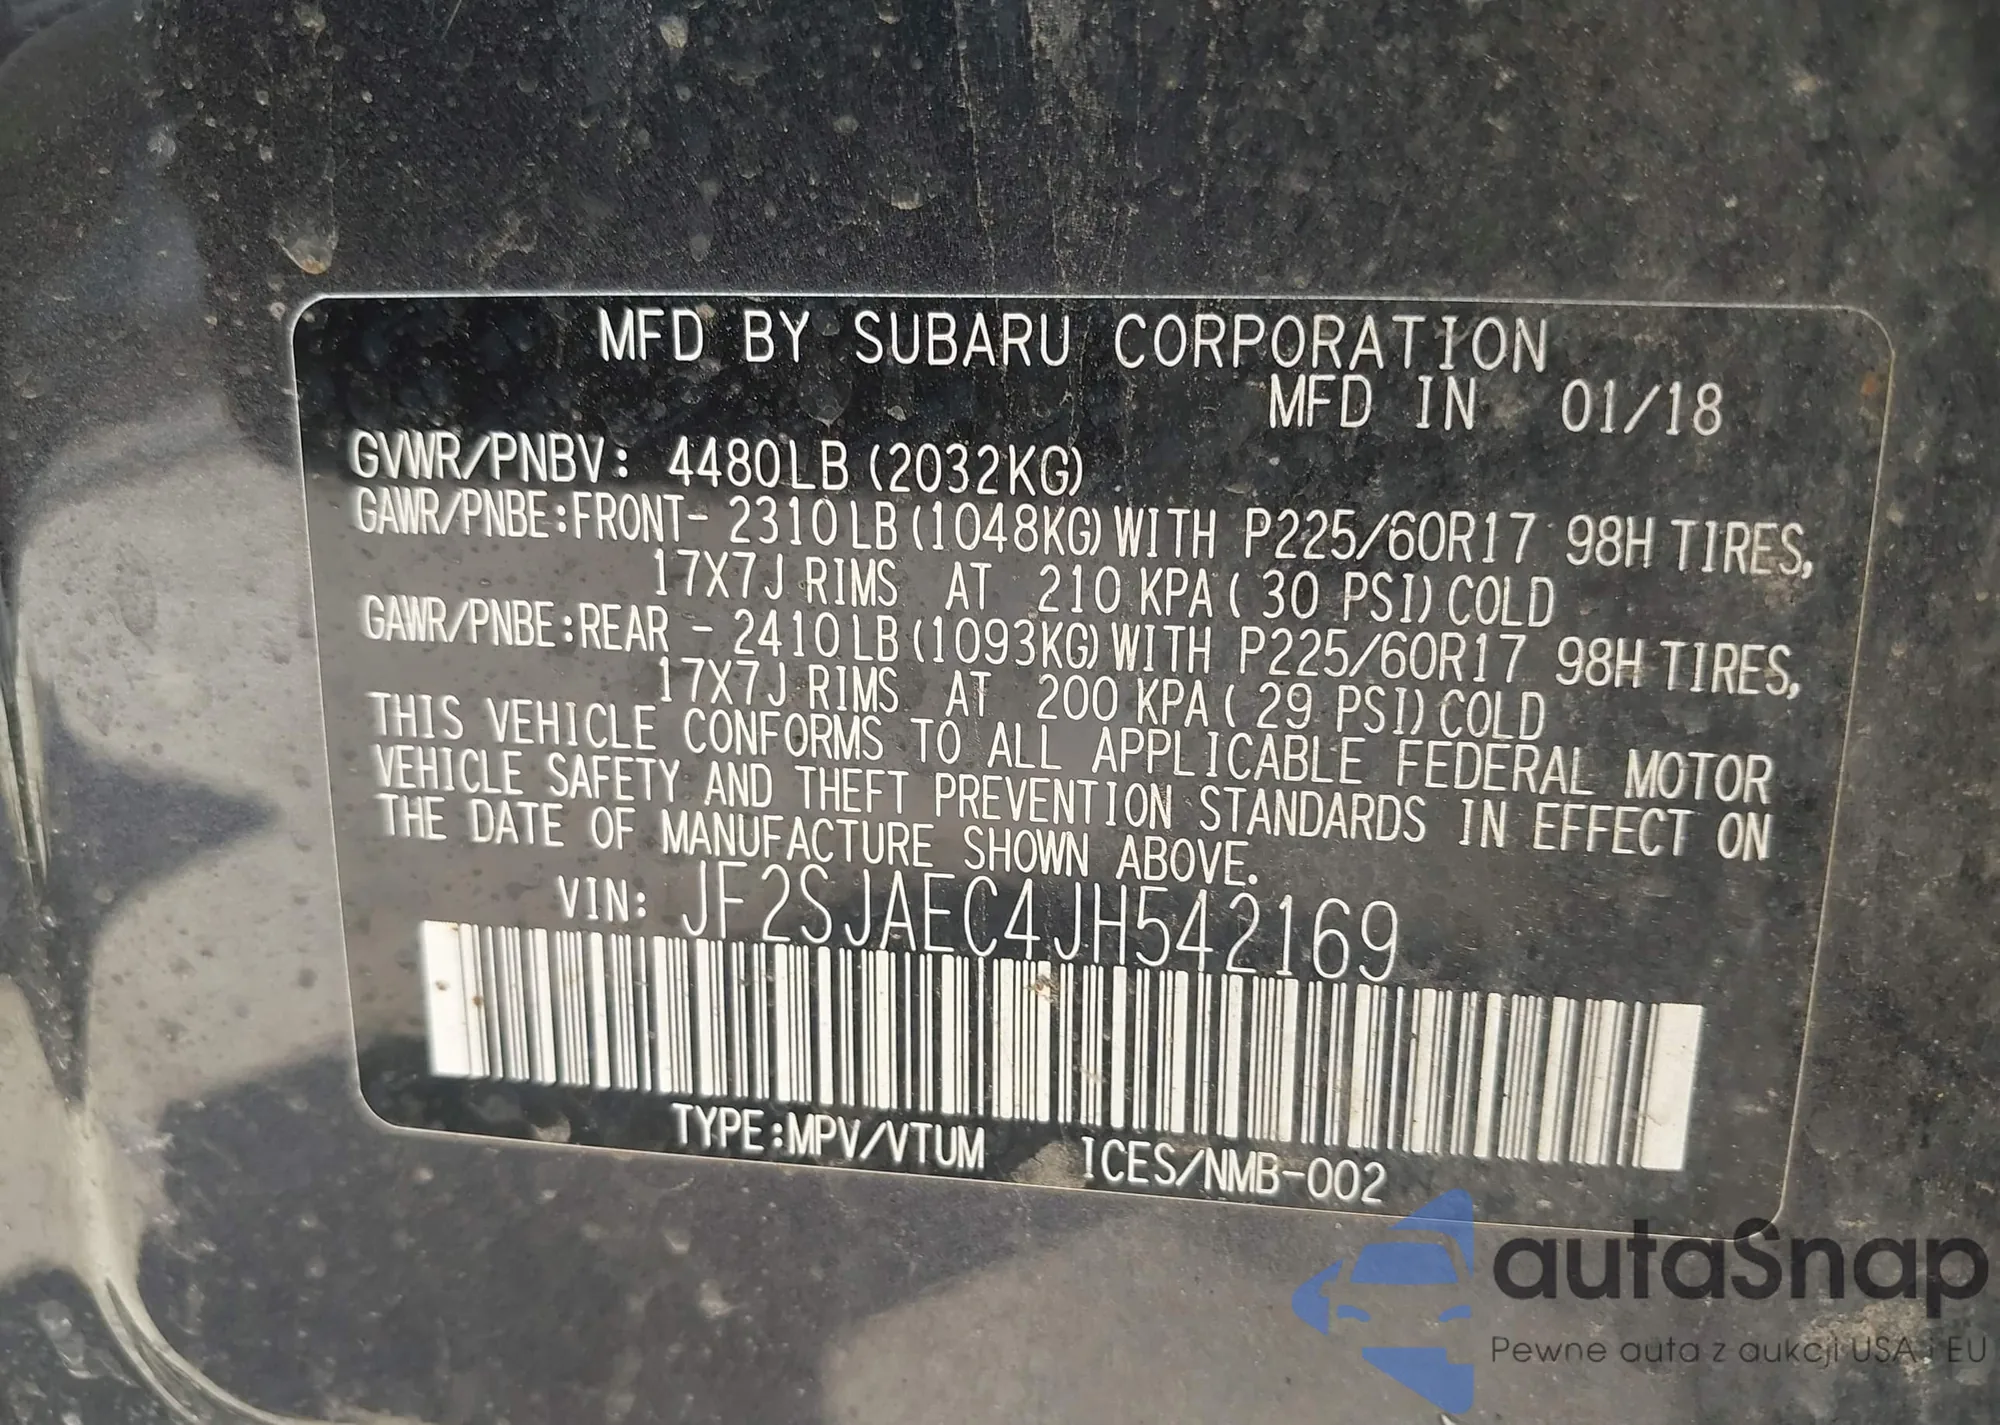 MFD BY SUBARU CORPORATION
MFD IN 01/18
GVWR/PNBV: 4480LB (2032KG)
GAWR/PNBE:FRONT- 2310LB(1048KG)WITH P225/60R17 98H TIRES,
17X7J RIMS AT 210 KPA( 30 PSI)COLD
GAWR/PNBE:REAR - 2410LB(1093KG)WITH P225/60R17 98H TIRES,
17X7J RIMS AT 200 KPA( 29 PSI)COLD
THIS VEHICLE CONFORMS TO ALL APPLICABLE FEDERAL MOTOR
VEHICLE SAFETY AND THEFT PREVENTION STANDARDS IN EFFECT ON
THE DATE OF MANUFACTURE SHOWN ABOVE.
VIN: JF2SJAEC4JH542169
TYPE:MPV/VTUM ICES/NMB-002
autaSnap
Pewne auta z aukcji USA i EU